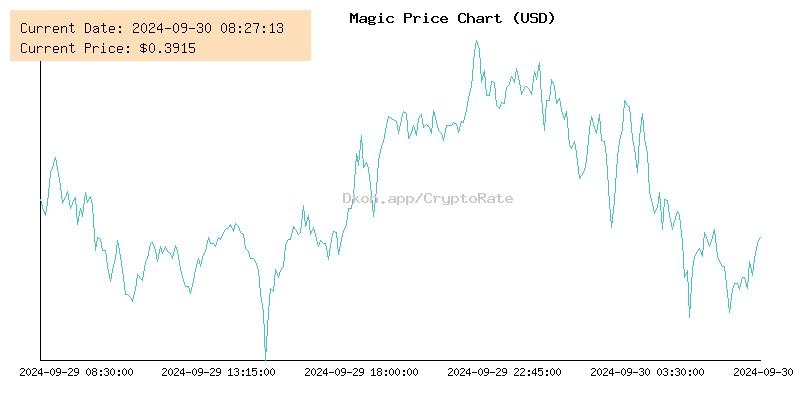 Magic Price Chart (USD)
Current Date: 2024-09-30 08:27:13
Current Price: $0.3915
Dkoh.app/CryptoRate
2024-09-29 08:30:00 2024-09-29 13:15:00 2024-09-29 18:00:00 2024-09-29 22:45:00 2024-09-30 03:30:00 2024-09-30